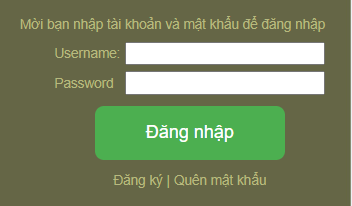 Mời bạn nhập tài khoản và mật khẩu để đăng nhập
Username:
Password
Đăng nhập
Đăng ký | Quên mật khẩu